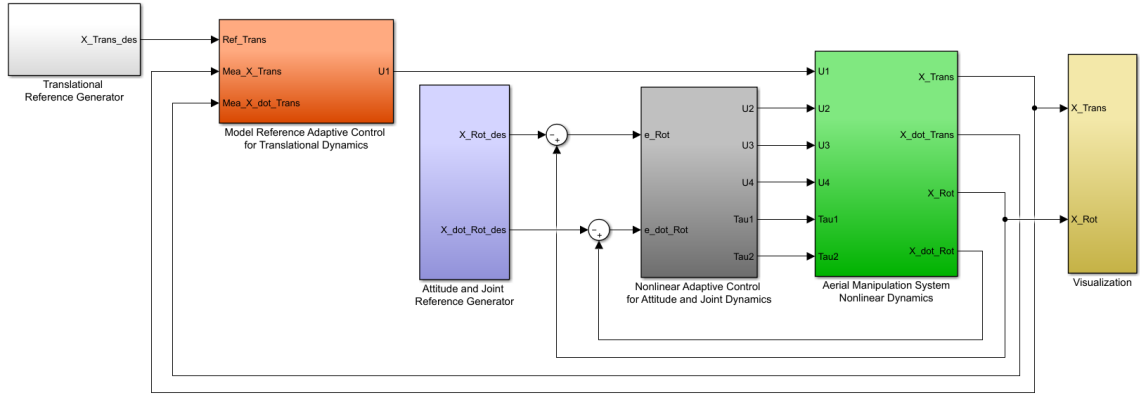 X_Trans_des
Translational
Reference Generator
Ref_Trans
Mea_X_Trans
Mea_X_dot_Trans
U1
Model Reference Adaptive Control
for Translational Dynamics
X_Rot_des
X_dot_Rot_des
Attitude and Joint
Reference Generator
−
+
−
+
e_Rot
e_dot_Rot
U2
U3
U4
Tau1
Tau2
Nonlinear Adaptive Control
for Attitude and Joint Dynamics
U1
U2
U3
U4
Tau1
Tau2
X_Trans
X_dot_Trans
X_Rot
X_dot_Rot
Aerial Manipulation System
Nonlinear Dynamics
X_Trans
X_Rot
Visualization